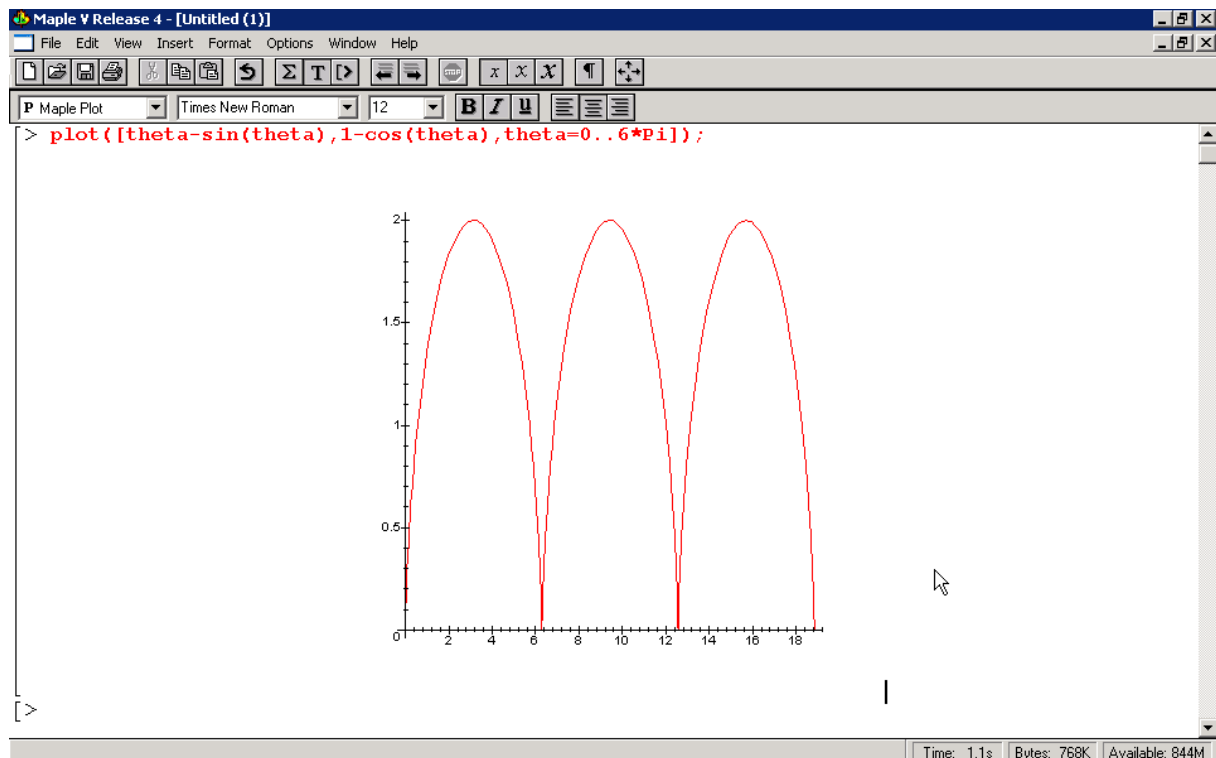 Maple V Release 4 - [Untitled (1)]
File Edit View Insert Format Options Window Help
Σ T [> STOP x x x ¶
P Maple Plot Times New Roman 12 B I u
[> plot([theta-sin(theta),1-cos(theta),theta=0..6*Pi]);
2
1.5
1
0.5
0 2 4 6 8 10 12 14 16 18
[>
Time: 1.1s Bytes: 768K Available: 844M